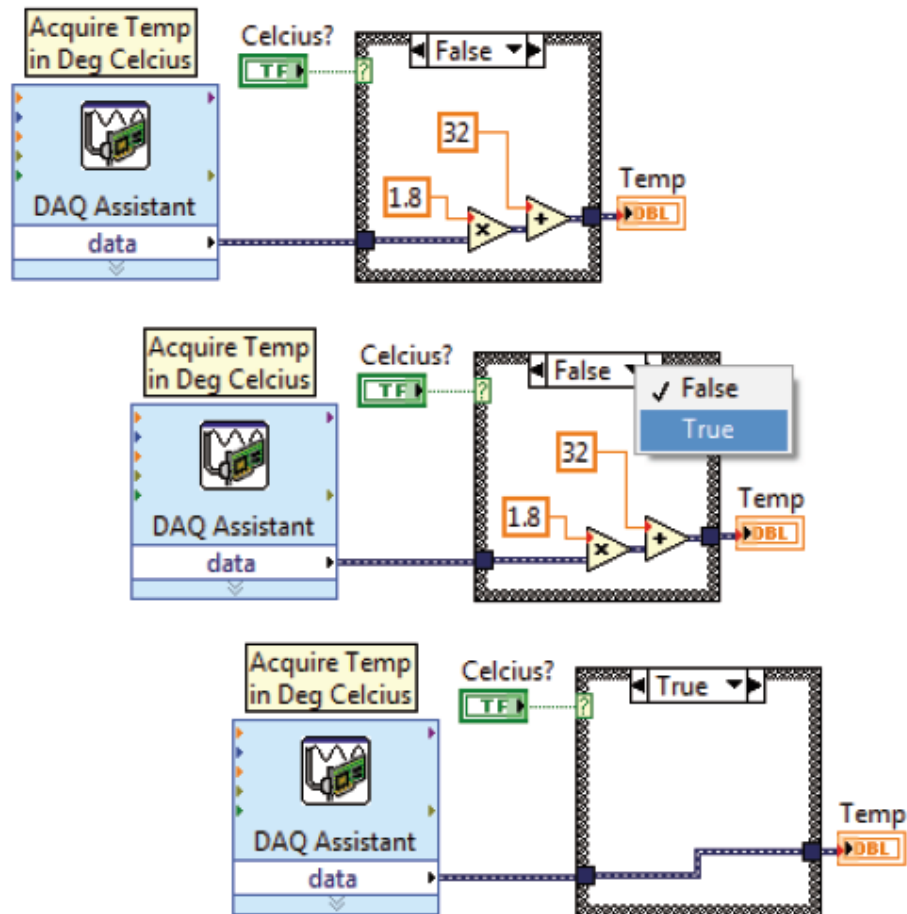 Acquire Temp
in Deg Celcius
Celcius?
TF
?
False
32
1.8
×
+
Temp
DBL
DAQ Assistant
data
Acquire Temp
in Deg Celcius
Celcius?
TF
?
False
✓ False
True
32
1.8
×
+
Temp
DBL
DAQ Assistant
data
Acquire Temp
in Deg Celcius
Celcius?
TF
?
True
Temp
DBL
DAQ Assistant
data